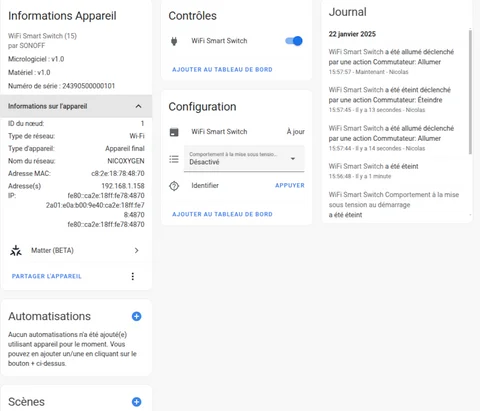 Informations Appareil
WiFi Smart Switch (15)
par SONOFF
Micrologiciel : v1.0
Matériel : v1.0
Numéro de série : 24390500000101
Informations sur l'appareil
ID du nœud: 1
Type de réseau: Wi-Fi
Type d'appareil: Appareil final
Nom du réseau: NICOXYGEN
Adresse MAC: c8:2e:18:78:48:70
Adresse(s) 192.168.1.158
IP: fe80::ca2e:18ff:fe78:4870
2a01:e0a:b00:9e40:ca2e:18ff:fe7
8:4870
fe80::ca2e:18ff:fe78:4870
Matter (BETA)
PARTAGER L'APPAREIL
Automatisations
Aucun automatisations n'a été ajouté(e)
utilisant appareil pour le moment. Vous
pouvez en ajouter un/une en cliquant sur le
bouton + ci-dessus.
Scènes
Contrôles
WiFi Smart Switch
AJOUTER AU TABLEAU DE BORD
Configuration
WiFi Smart Switch À jour
Comportement à la mise sous tension...
Désactivé
Identifier APPUYER
AJOUTER AU TABLEAU DE BORD
Journal
22 janvier 2025
WiFi Smart Switch a été allumé déclenché
par une action Commutateur: Allumer
15:57:57 - Maintenant - Nicolas
WiFi Smart Switch a été éteint déclenché
par une action Commutateur: Éteindre
15:57:45 - Il y a 13 secondes - Nicolas
WiFi Smart Switch a été allumé déclenché
par une action Commutateur: Allumer
15:57:44 - Il y a 14 secondes - Nicolas
WiFi Smart Switch a été éteint
15:56:48 - Il y a 1 minute
WiFi Smart Switch Comportement à la mise
sous tension au démarrage
a été éteint